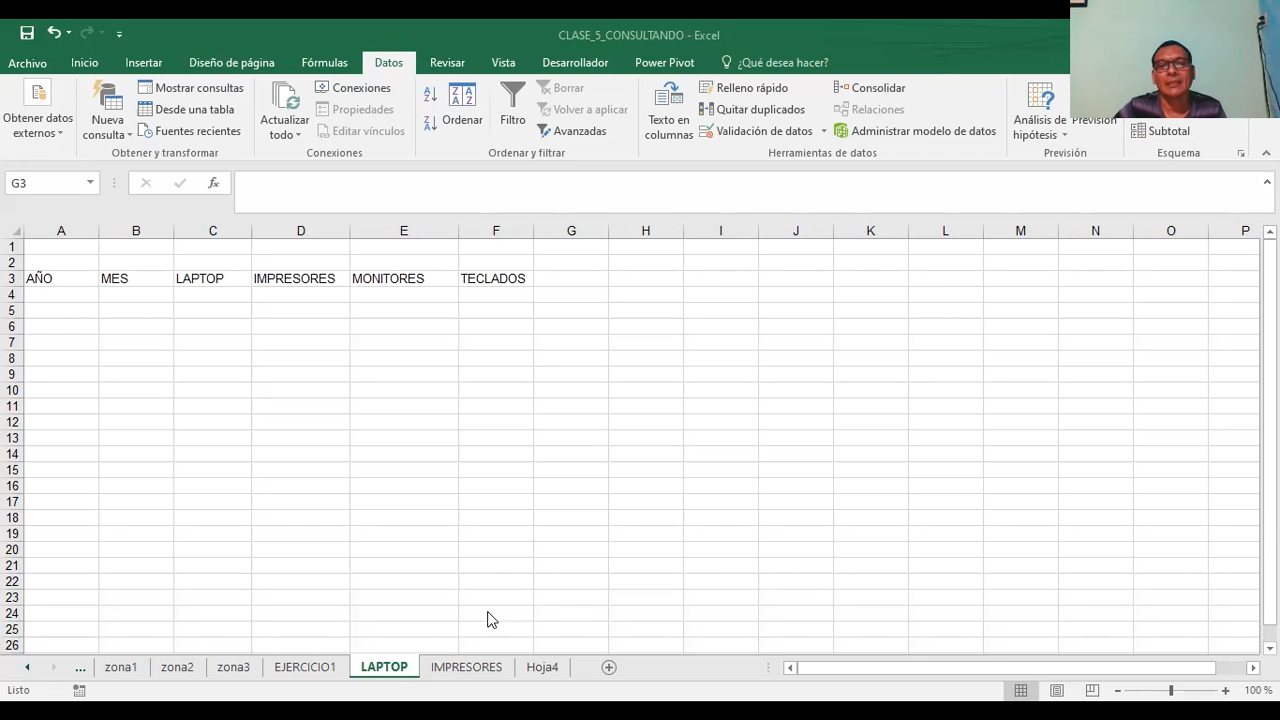 CLASE_5_CONSULTANDO - Excel
Archivo Inicio Insertar Diseño de página Fórmulas Datos Revisar Vista Desarrollador Power Pivot ¿Qué desea hacer?
Obtener datos externos
Nueva consulta
Mostrar consultas
Desde una tabla
Fuentes recientes
Obtener y transformar
Actualizar todo
Conexiones
Propiedades
Editar vínculos
Conexiones
Ordenar
Filtro
Borrar
Volver a aplicar
Avanzadas
Ordenar y filtrar
Texto en columnas
Relleno rápido
Quitar duplicados
Validación de datos
Consolidar
Relaciones
Administrar modelo de datos
Herramientas de datos
Análisis de hipótesis
Previsión
Previsión
Subtotal
Esquema
G3 fx
A B C D E F G H I J K L M N O P
1
2
3 AÑO MES LAPTOP IMPRESORES MONITORES TECLADOS
4
5
6
7
8
9
10
11
12
13
14
15
16
17
18
19
20
21
22
23
24
25
26
... zona1 zona2 zona3 EJERCICIO1 LAPTOP IMPRESORES Hoja4
Listo 100 %